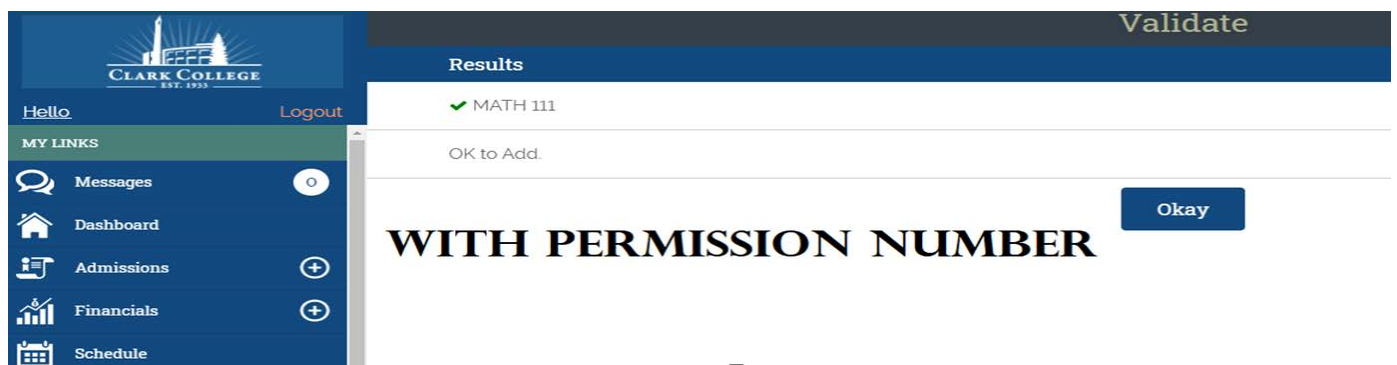 CLARK COLLEGE
EST. 1933
Hello
Logout
MY LINKS
Messages
0
Dashboard
Admissions
Financials
Schedule
Validate
Results
MATH 111
OK to Add.
Okay
WITH PERMISSION NUMBER